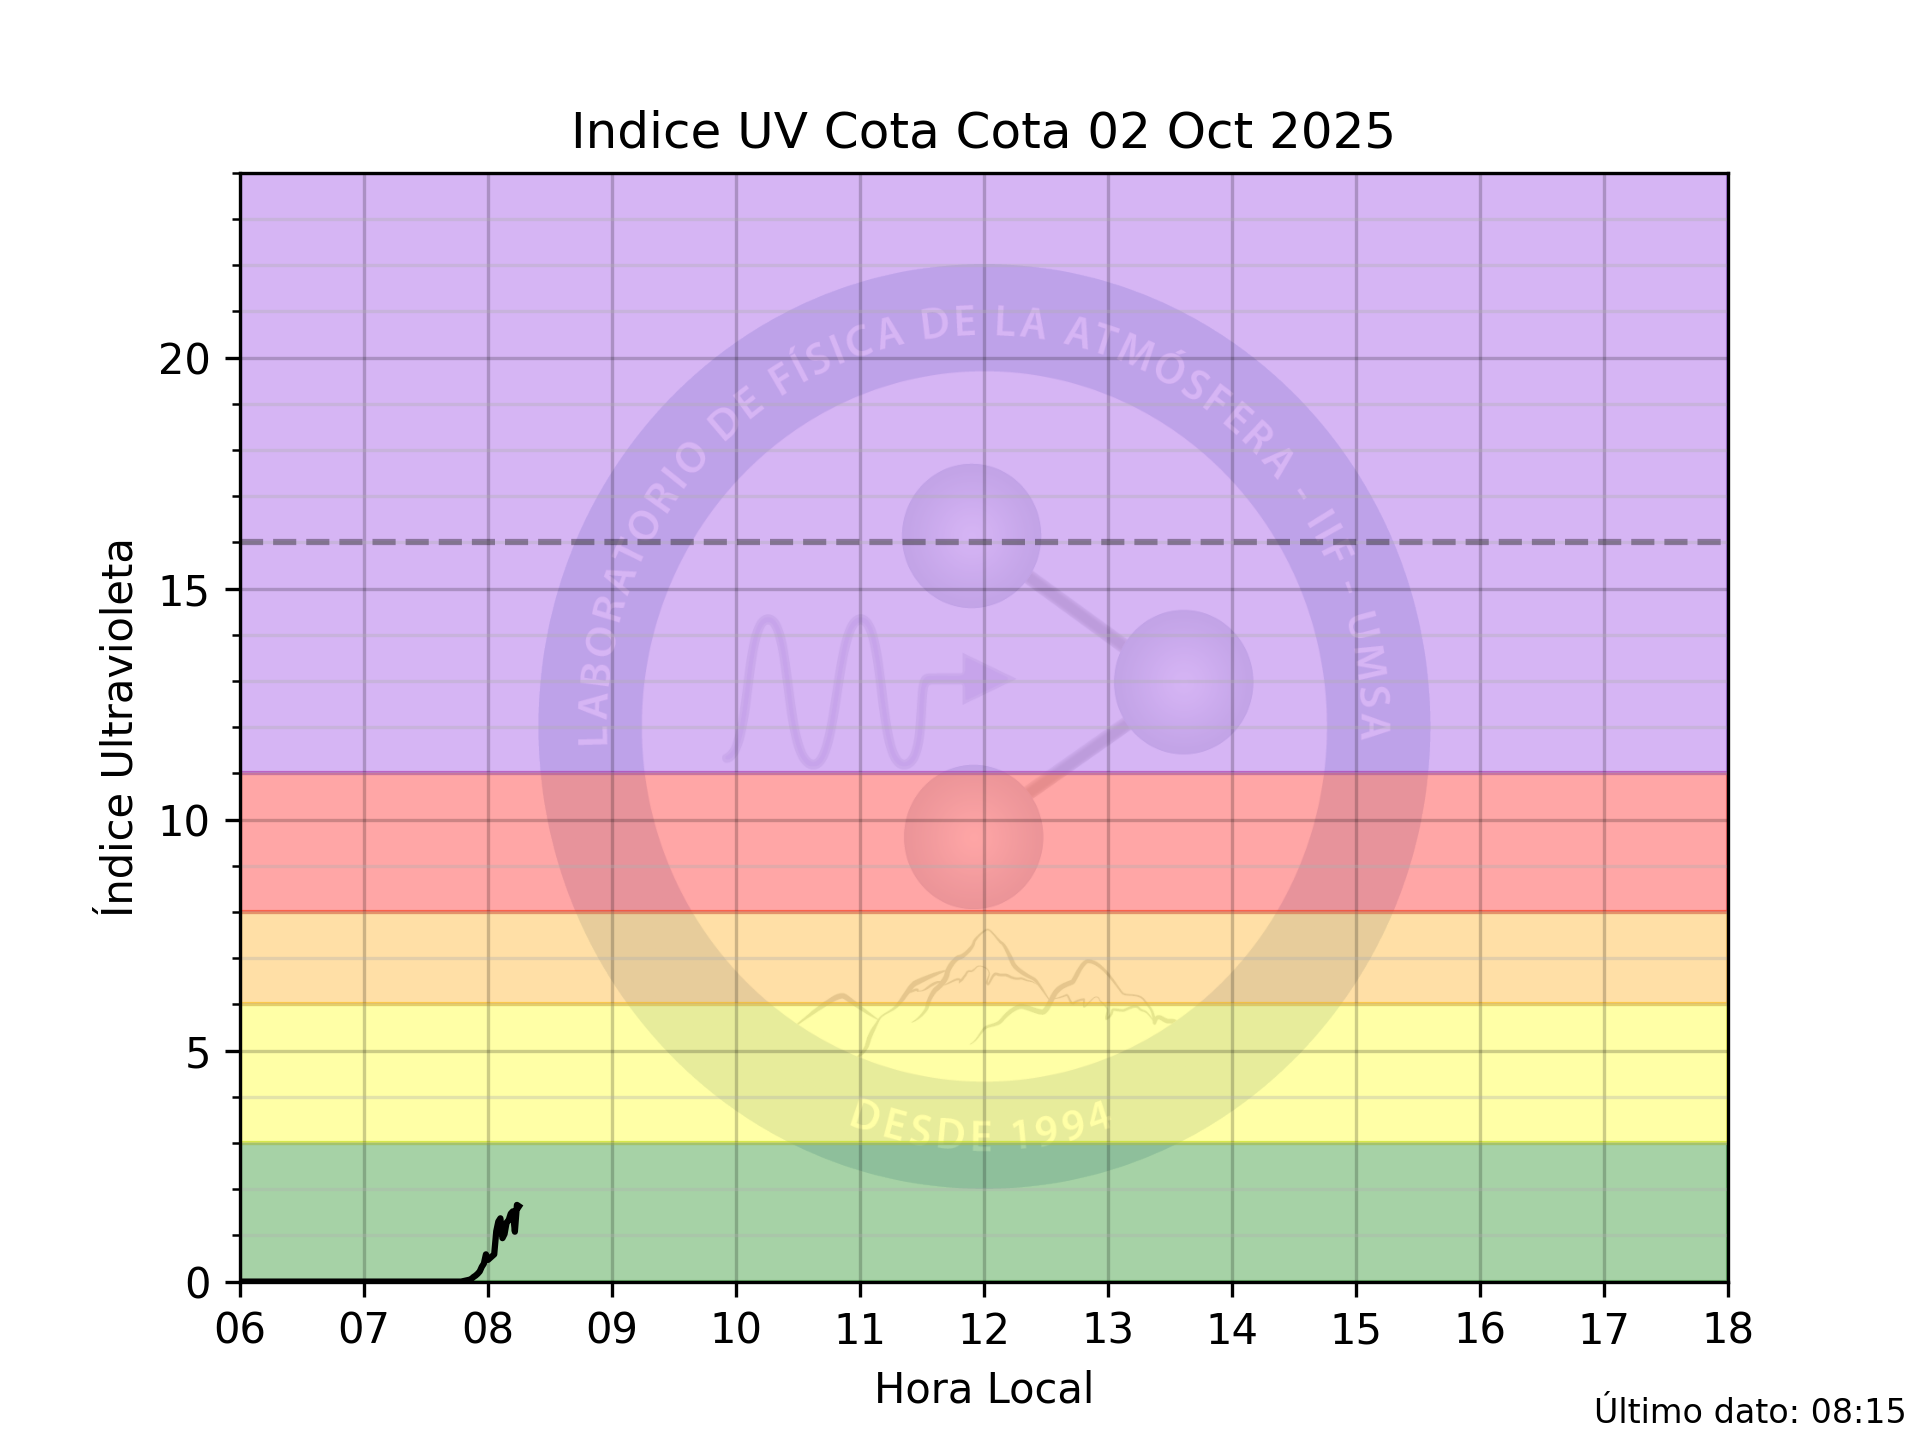 Indice UV Cota Cota 02 Oct 2025
LABORATORIO DE FÍSICA DE LA ATMÓSFERA - IIF - UMSA
DESDE 1994
Índice Ultravioleta
20
15
10
5
0
06 07 08 09 10 11 12 13 14 15 16 17 18
Hora Local
Último dato: 08:15